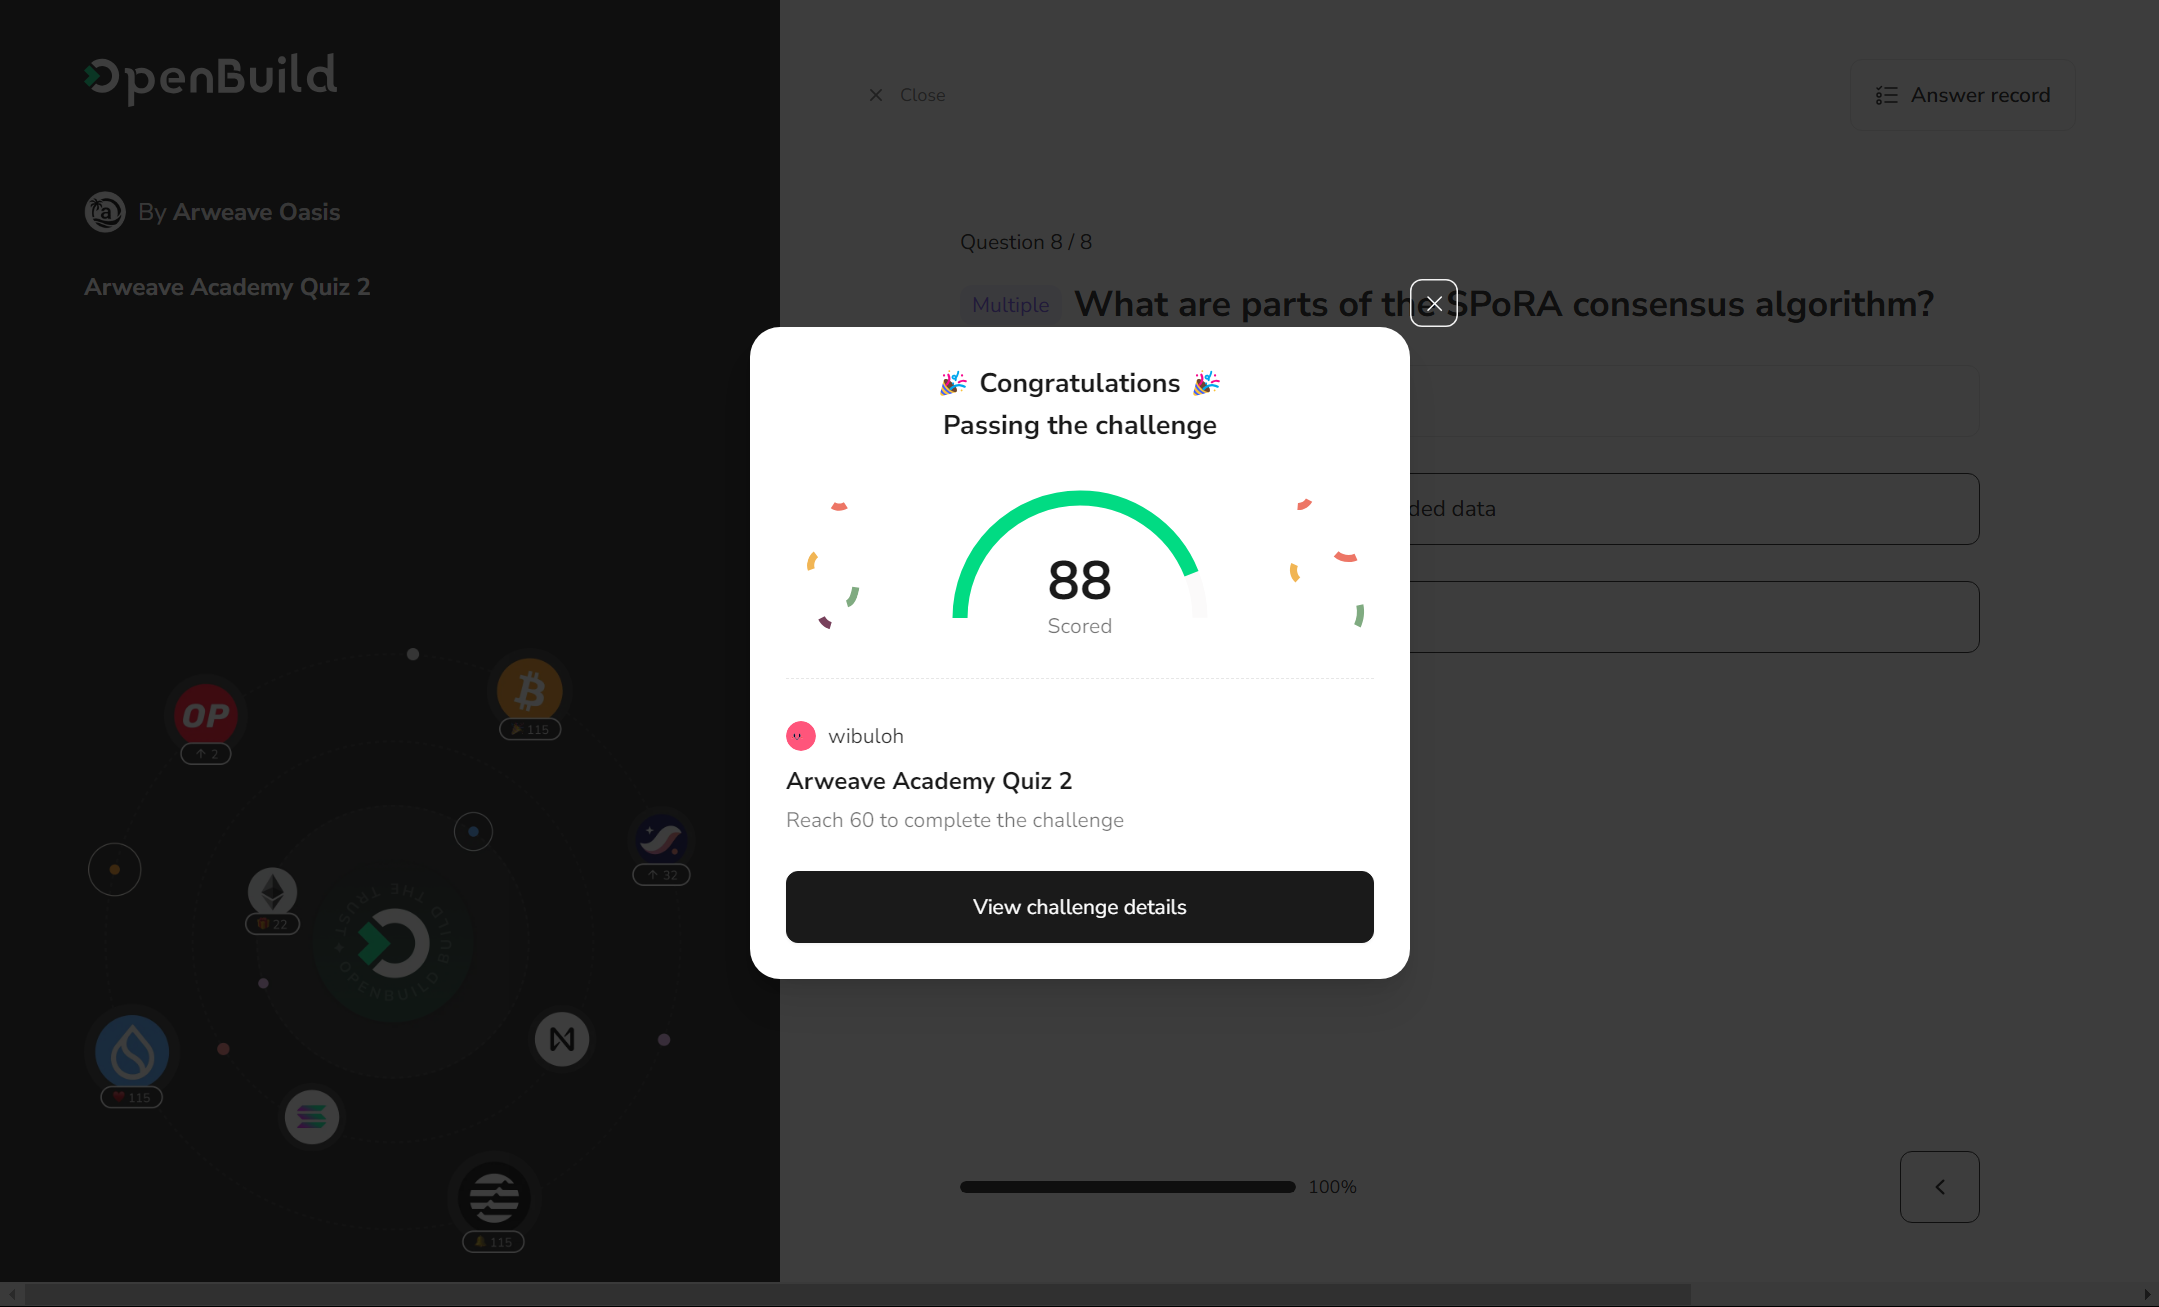 OpenBuild
By Arweave Oasis
Arweave Academy Quiz 2
OP
2
115
32
22
BUILD THE TRUST + OPENBUILD
115
115
Close
Answer record
Question 8 / 8
Multiple What are parts of the SPoRA consensus algorithm?
ded data
100%
🎉 Congratulations 🎉
Passing the challenge
88
Scored
wibuloh
Arweave Academy Quiz 2
Reach 60 to complete the challenge
View challenge details